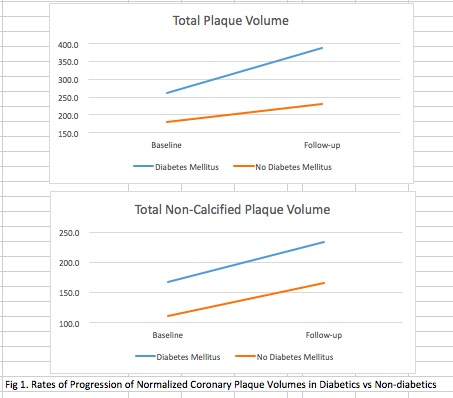 Total Plaque Volume
400.0
350.0
300.0
250.0
200.0
150.0
Baseline Follow-up
Diabetes Mellitus No Diabetes Mellitus
Total Non-Calcified Plaque Volume
250.0
200.0
150.0
100.0
Baseline Follow-up
Diabetes Mellitus No Diabetes Mellitus
Fig 1. Rates of Progression of Normalized Coronary Plaque Volumes in Diabetics vs Non-diabetics